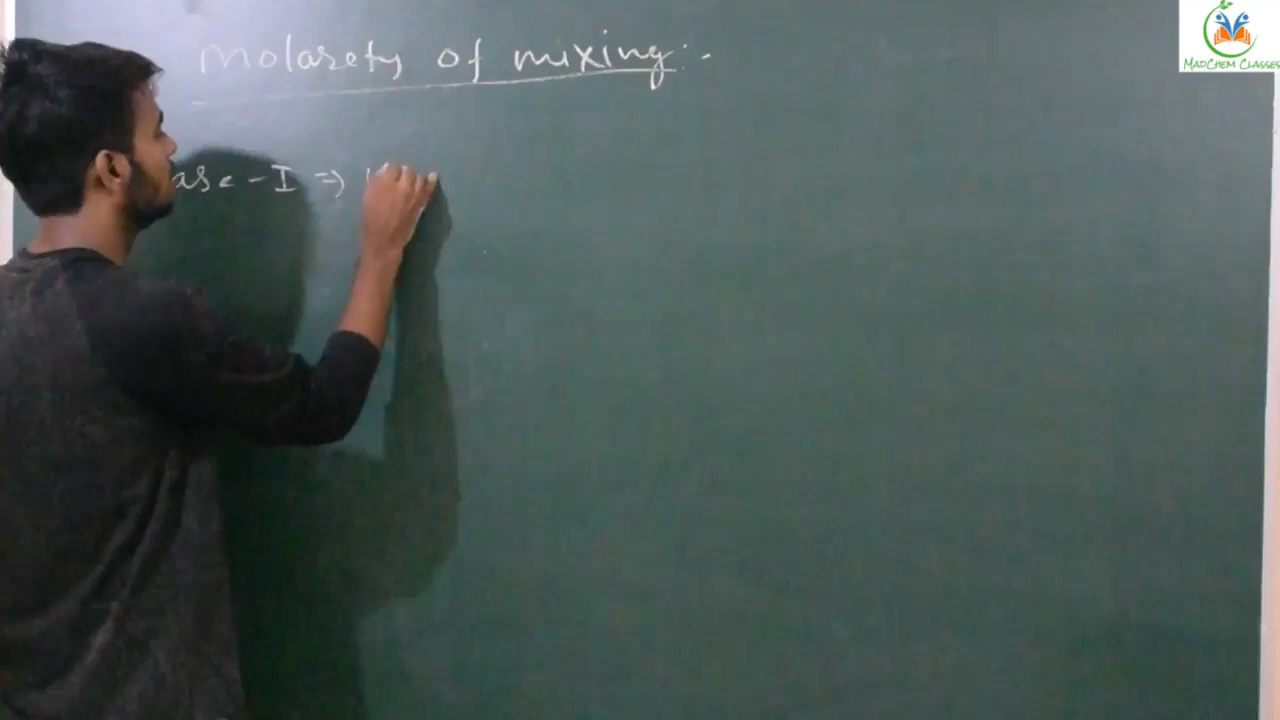 Molarety of mixing :-
MADCHEM CLASSES
ase - I =>